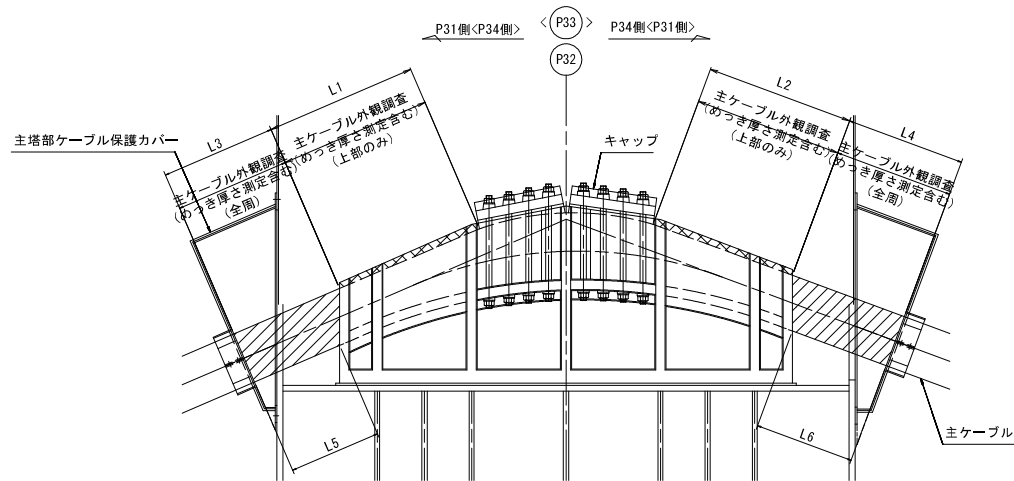 P31側<P34側>
<P33>
P34側<P31側>
P32
L1
主ケーブル外観調査
(めっき厚さ測定含む)
(上部のみ)
L2
主ケーブル外観調査
(めっき厚さ測定含む)
(上部のみ)
L3
主ケーブル外観調査
(めっき厚さ測定含む)
(全周)
L4
主ケーブル外観調査
(めっき厚さ測定含む)
(全周)
主塔部ケーブル保護カバー
キャップ
L5
L6
主ケーブル